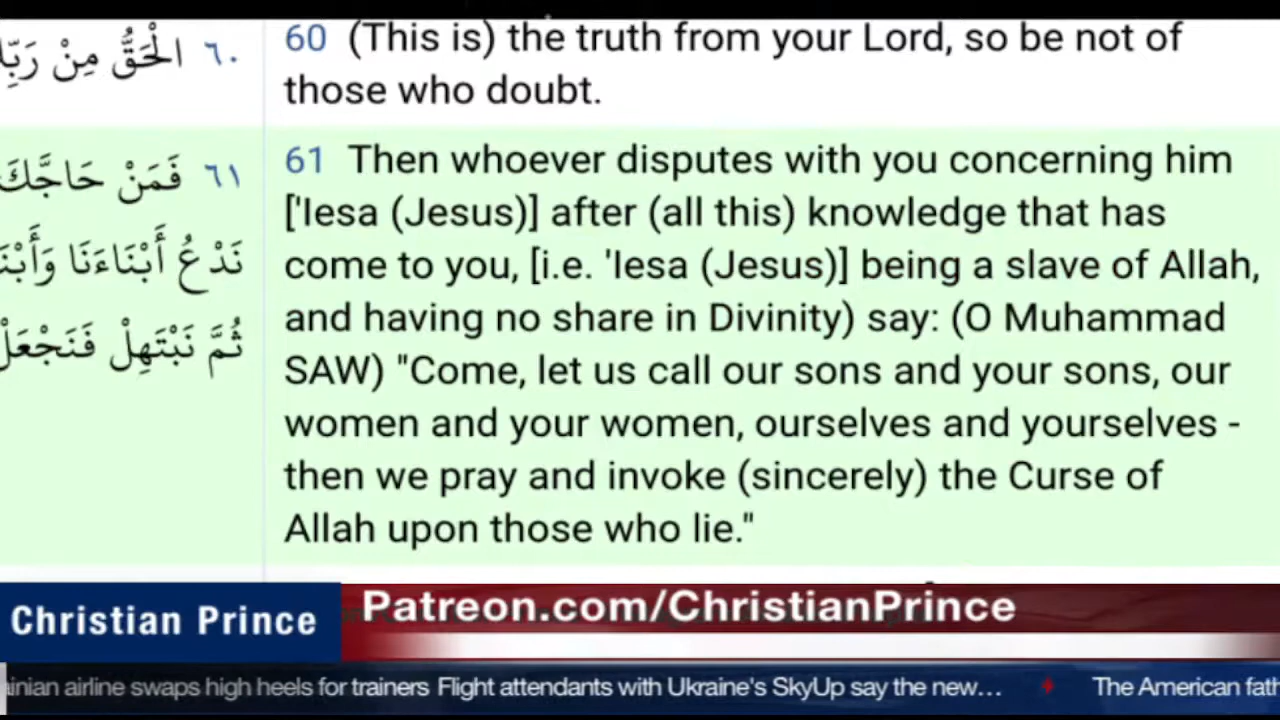 ٦٠ الْحَقُّ مِنْ
60 (This is) the truth from your Lord, so be not of
those who doubt.
٦١ فَمَنْ حَاجَّكَ
نَدْعُ أَبْنَاءَنَا
ثُمَّ نَبْتَهِلْ
61 Then whoever disputes with you concerning him
['Iesa (Jesus)] after (all this) knowledge that has
come to you, [i.e. 'Iesa (Jesus)] being a slave of Allah,
and having no share in Divinity) say: (O Muhammad
SAW) "Come, let us call our sons and your sons, our
women and your women, ourselves and yourselves -
then we pray and invoke (sincerely) the Curse of
Allah upon those who lie."
Christian Prince
Patreon.com/ChristianPrince
airline swaps high heels for trainers Flight attendants with Ukraine's SkyUp say the new... The American